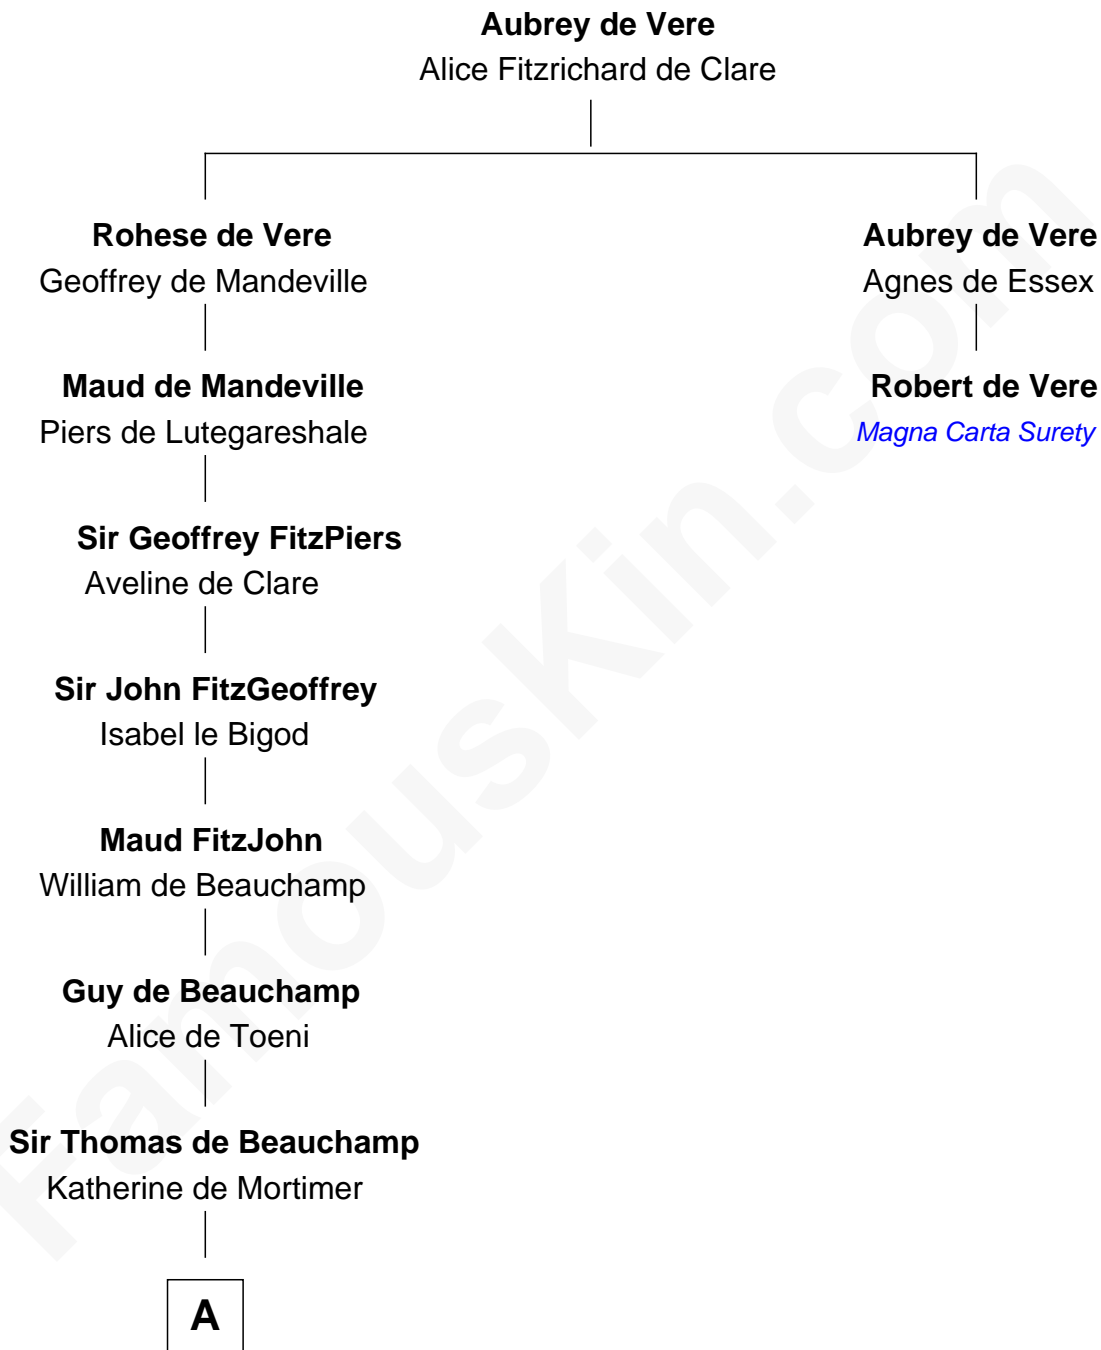 Aubrey de Vere
Alice Fitzrichard de Clare
Rohese de Vere
Geoffrey de Mandeville
Aubrey de Vere
Agnes de Essex
Maud de Mandeville
Piers de Lutegareshale
Robert de Vere
Magna Carta Surety
Sir Geoffrey FitzPiers
Aveline de Clare
Sir John FitzGeoffrey
Isabel le Bigod
Maud FitzJohn
William de Beauchamp
Guy de Beauchamp
Alice de Toeni
Sir Thomas de Beauchamp
Katherine de Mortimer
A
FamousKin.com